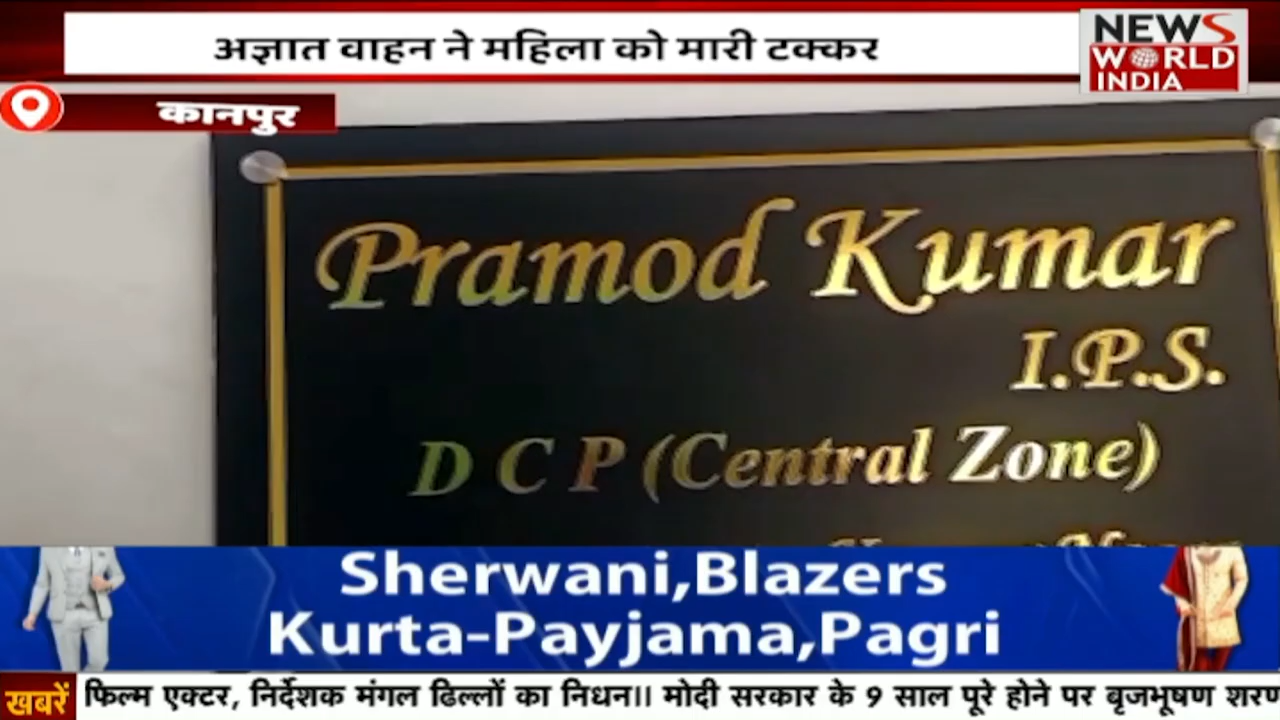 अज्ञात वाहन ने महिला को मारी टक्कर
NEWS
WORLD
INDIA
कानपुर
Pramod Kumar
I.P.S.
D C P (Central Zone)
Sherwani,Blazers
Kurta-Payjama,Pagri
खबरें फिल्म एक्टर, निर्देशक मंगल ढिल्लों का निधन॥ मोदी सरकार के 9 साल पूरे होने पर बृजभूषण